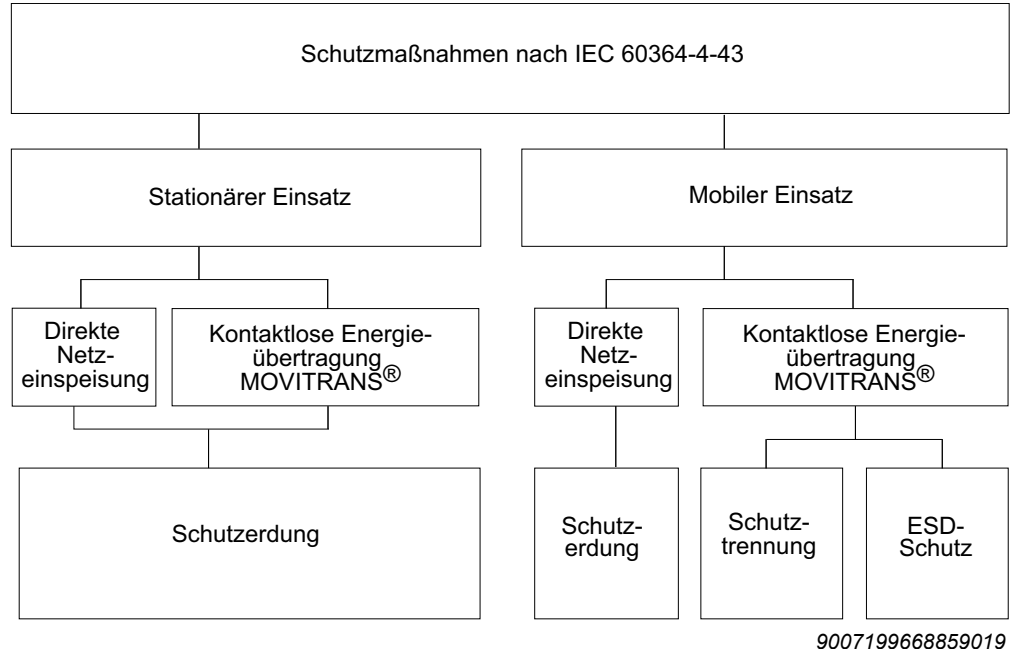 Schutzmaßnahmen nach IEC 60364-4-43
Stationärer Einsatz
Mobiler Einsatz
Direkte
Netz-
einspeisung
Kontaktlose Energie-
übertragung
MOVITRANS®
Direkte
Netz-
einspeisung
Kontaktlose Energie-
übertragung
MOVITRANS®
Schutzerdung
Schutz-
erdung
Schutz-
trennung
ESD-
Schutz
9007199668859019